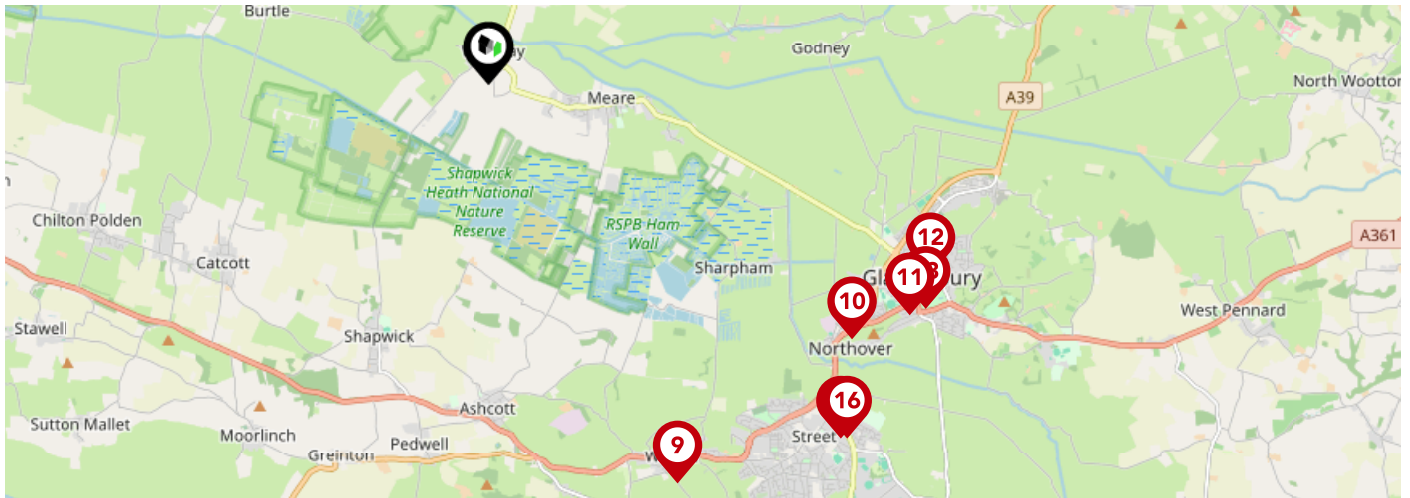 Burtle
Godney
A39
North Wootton
Meare
Shapwick
Heath National
Nature
Reserve
RSPB Ham
Wall
Chilton Polden
Catcott
Sharpham
12
11
10
A361
West Pennard
Stawell
Shapwick
Northover
Ashcott
16
Sutton Mallet
Moorlinch
Pedwell
Greinton
Street
9